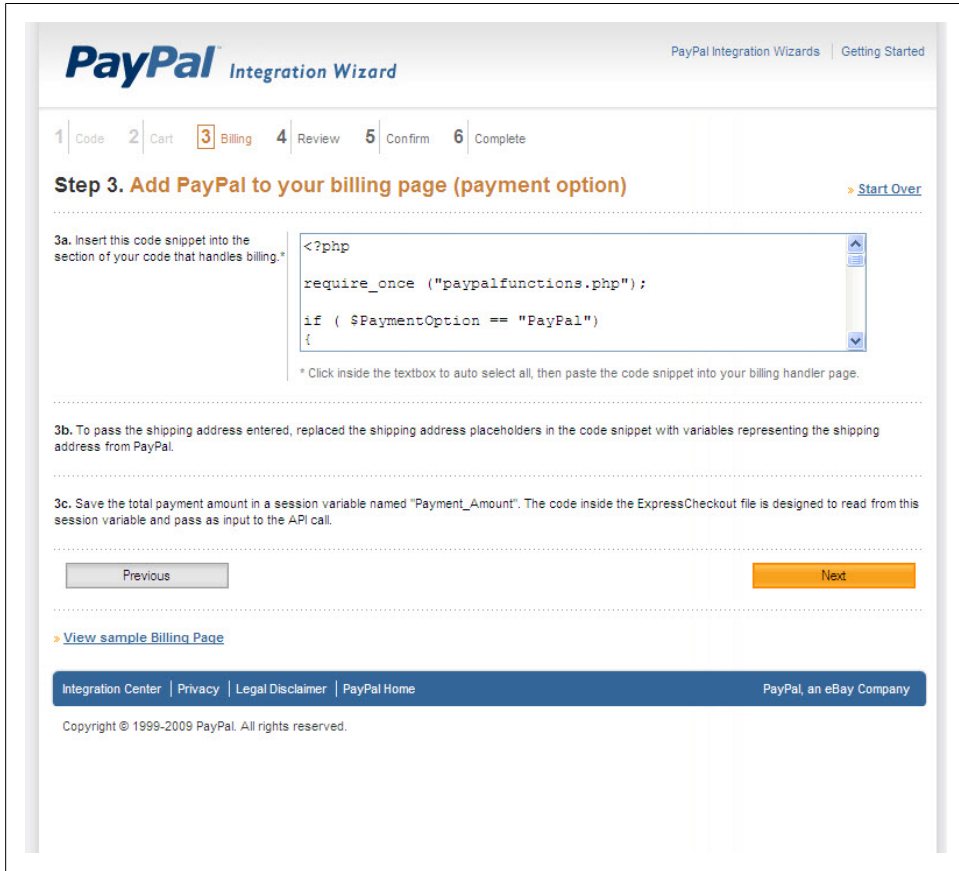 PayPal Integration Wizard
PayPal Integration Wizards | Getting Started
1 Code 2 Cart 3 Billing 4 Review 5 Confirm 6 Complete
Step 3. Add PayPal to your billing page (payment option)
» Start Over
3a. Insert this code snippet into the
section of your code that handles billing.*
<?php
require_once ("paypalfunctions.php");
if ( $PaymentOption == "PayPal")
{
* Click inside the textbox to auto select all, then paste the code snippet into your billing handler page.
3b. To pass the shipping address entered, replaced the shipping address placeholders in the code snippet with variables representing the shipping
address from PayPal.
3c. Save the total payment amount in a session variable named "Payment_Amount". The code inside the ExpressCheckout file is designed to read from this
session variable and pass as input to the API call.
Previous
Next
» View sample Billing Page
Integration Center | Privacy | Legal Disclaimer | PayPal Home
PayPal, an eBay Company
Copyright © 1999-2009 PayPal. All rights reserved.